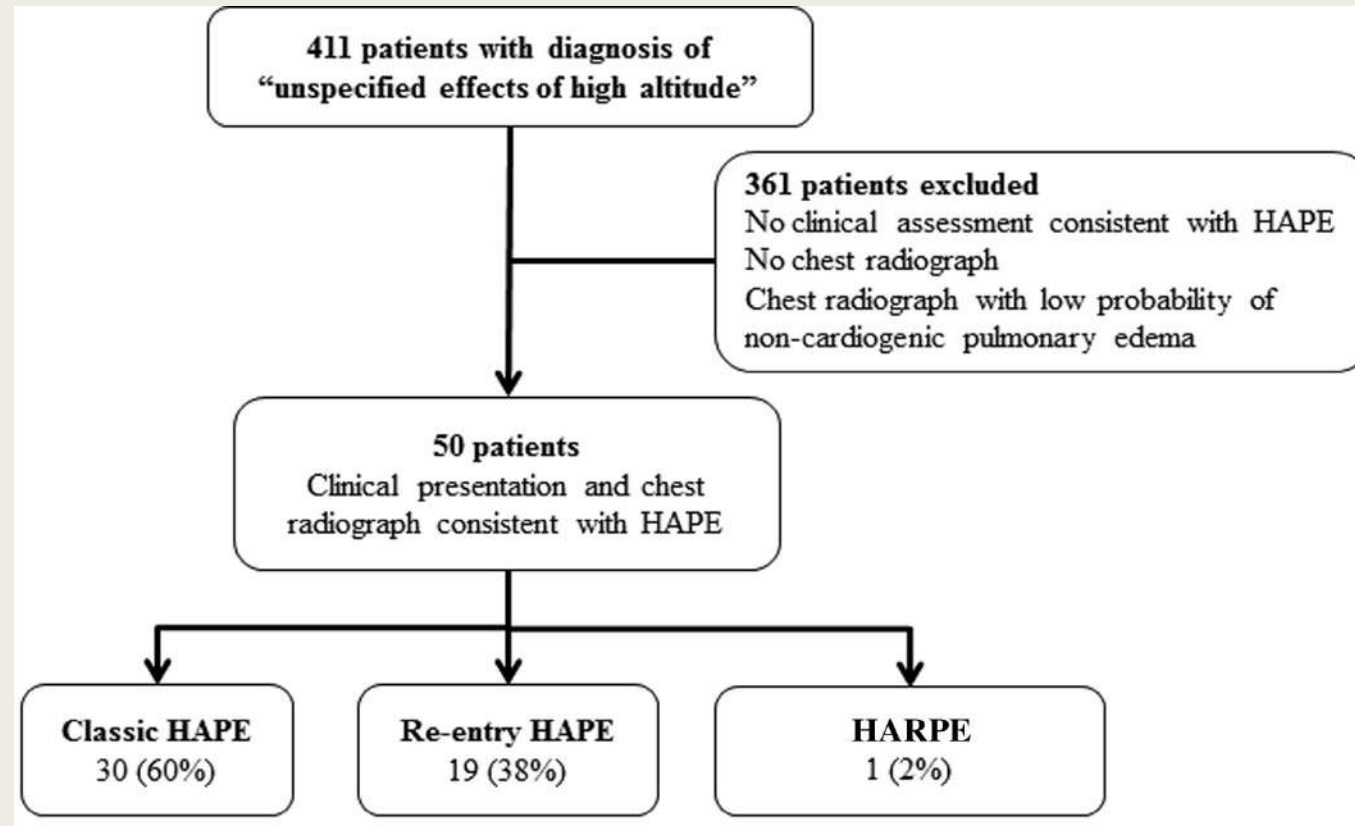 411 patients with diagnosis of
“unspecified effects of high altitude”
361 patients excluded
No clinical assessment consistent with HAPE
No chest radiograph
Chest radiograph with low probability of
non-cardiogenic pulmonary edema
50 patients
Clinical presentation and chest
radiograph consistent with HAPE
Classic HAPE
30 (60%)
Re-entry HAPE
19 (38%)
HARPE
1 (2%)